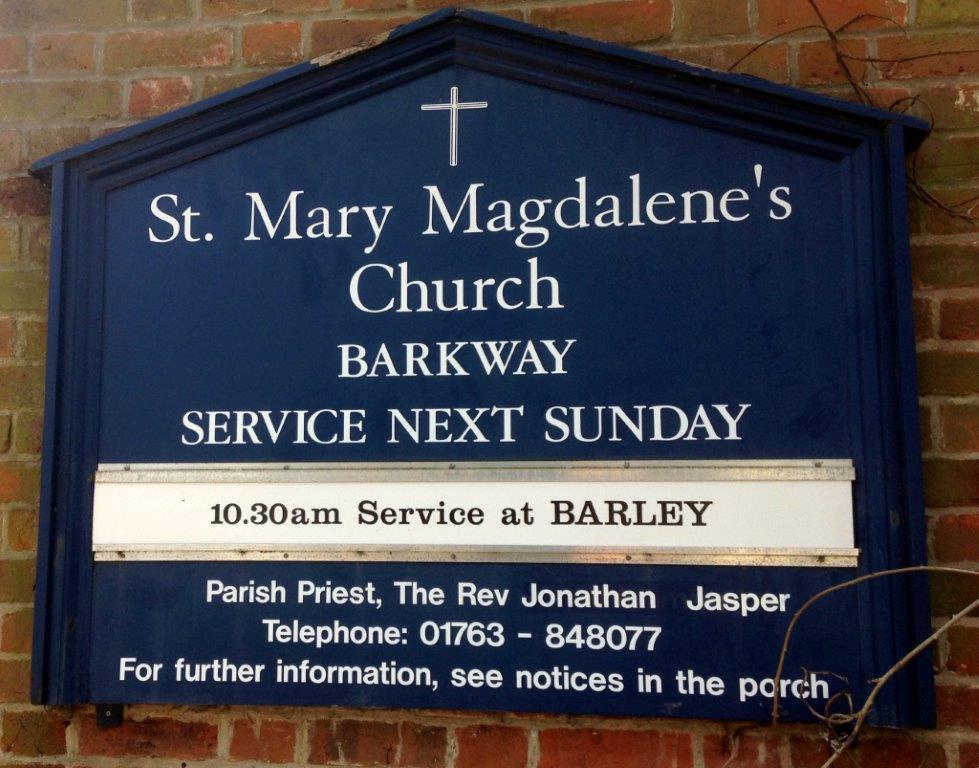 St. Mary Magdalene's
Church
BARKWAY
SERVICE NEXT SUNDAY
10.30am Service at BARLEY
Parish Priest, The Rev Jonathan Jasper
Telephone: 01763 - 848077
For further information, see notices in the porch